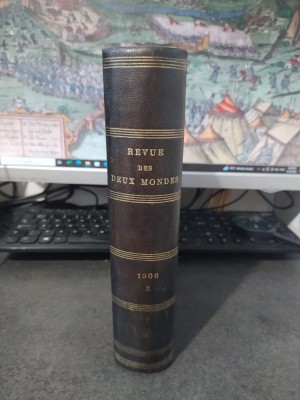 REVUE
DES
DEUX MONDES
1906